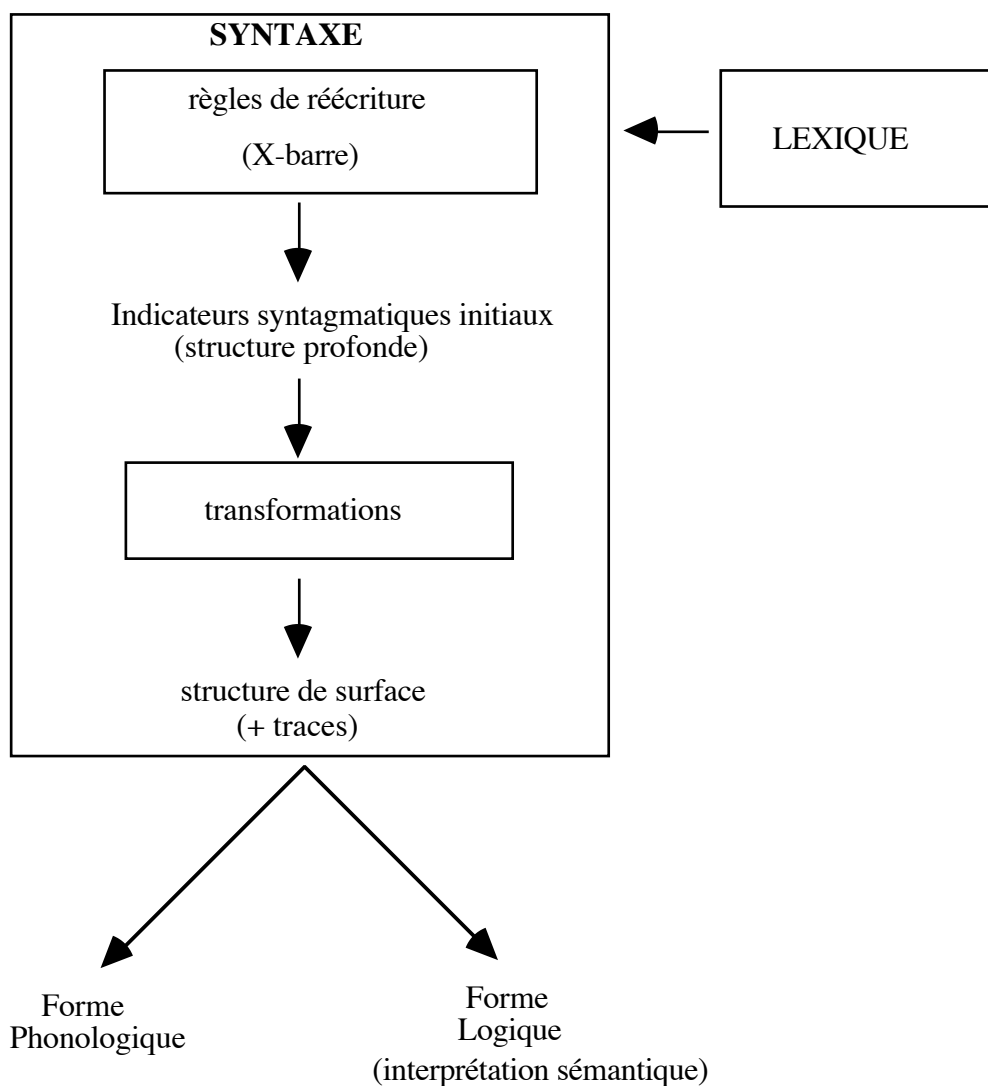 SYNTAXE
règles de réécriture
(X-barre)
LEXIQUE
Indicateurs syntagmatiques initiaux
(structure profonde)
transformations
structure de surface
(+ traces)
Forme
Phonologique
Forme
Logique
(interprétation sémantique)